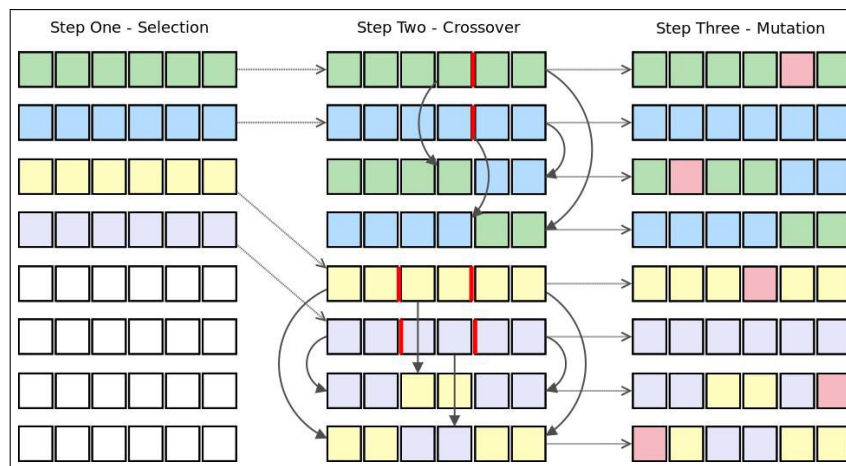 Step One - Selection
Step Two - Crossover
Step Three - Mutation